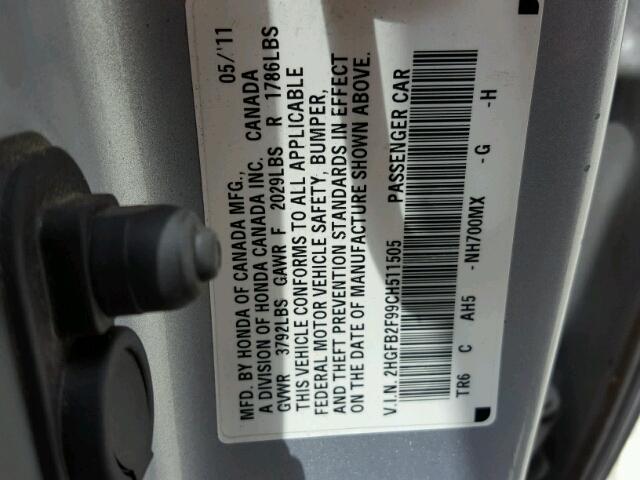 MFD. BY HONDA OF CANADA MFG., 05/'11
A DIVISION OF HONDA CANADA INC. CANADA
GVWR 3792LBS GAWR F 2029LBS R 1786LBS
THIS VEHICLE CONFORMS TO ALL APPLICABLE
FEDERAL MOTOR VEHICLE SAFETY, BUMPER,
AND THEFT PREVENTION STANDARDS IN EFFECT
ON THE DATE OF MANUFACTURE SHOWN ABOVE.
V.I.N. 2HGFB2F99CH511505 PASSENGER CAR
TR6 C AH5 -NH700MX -G -H